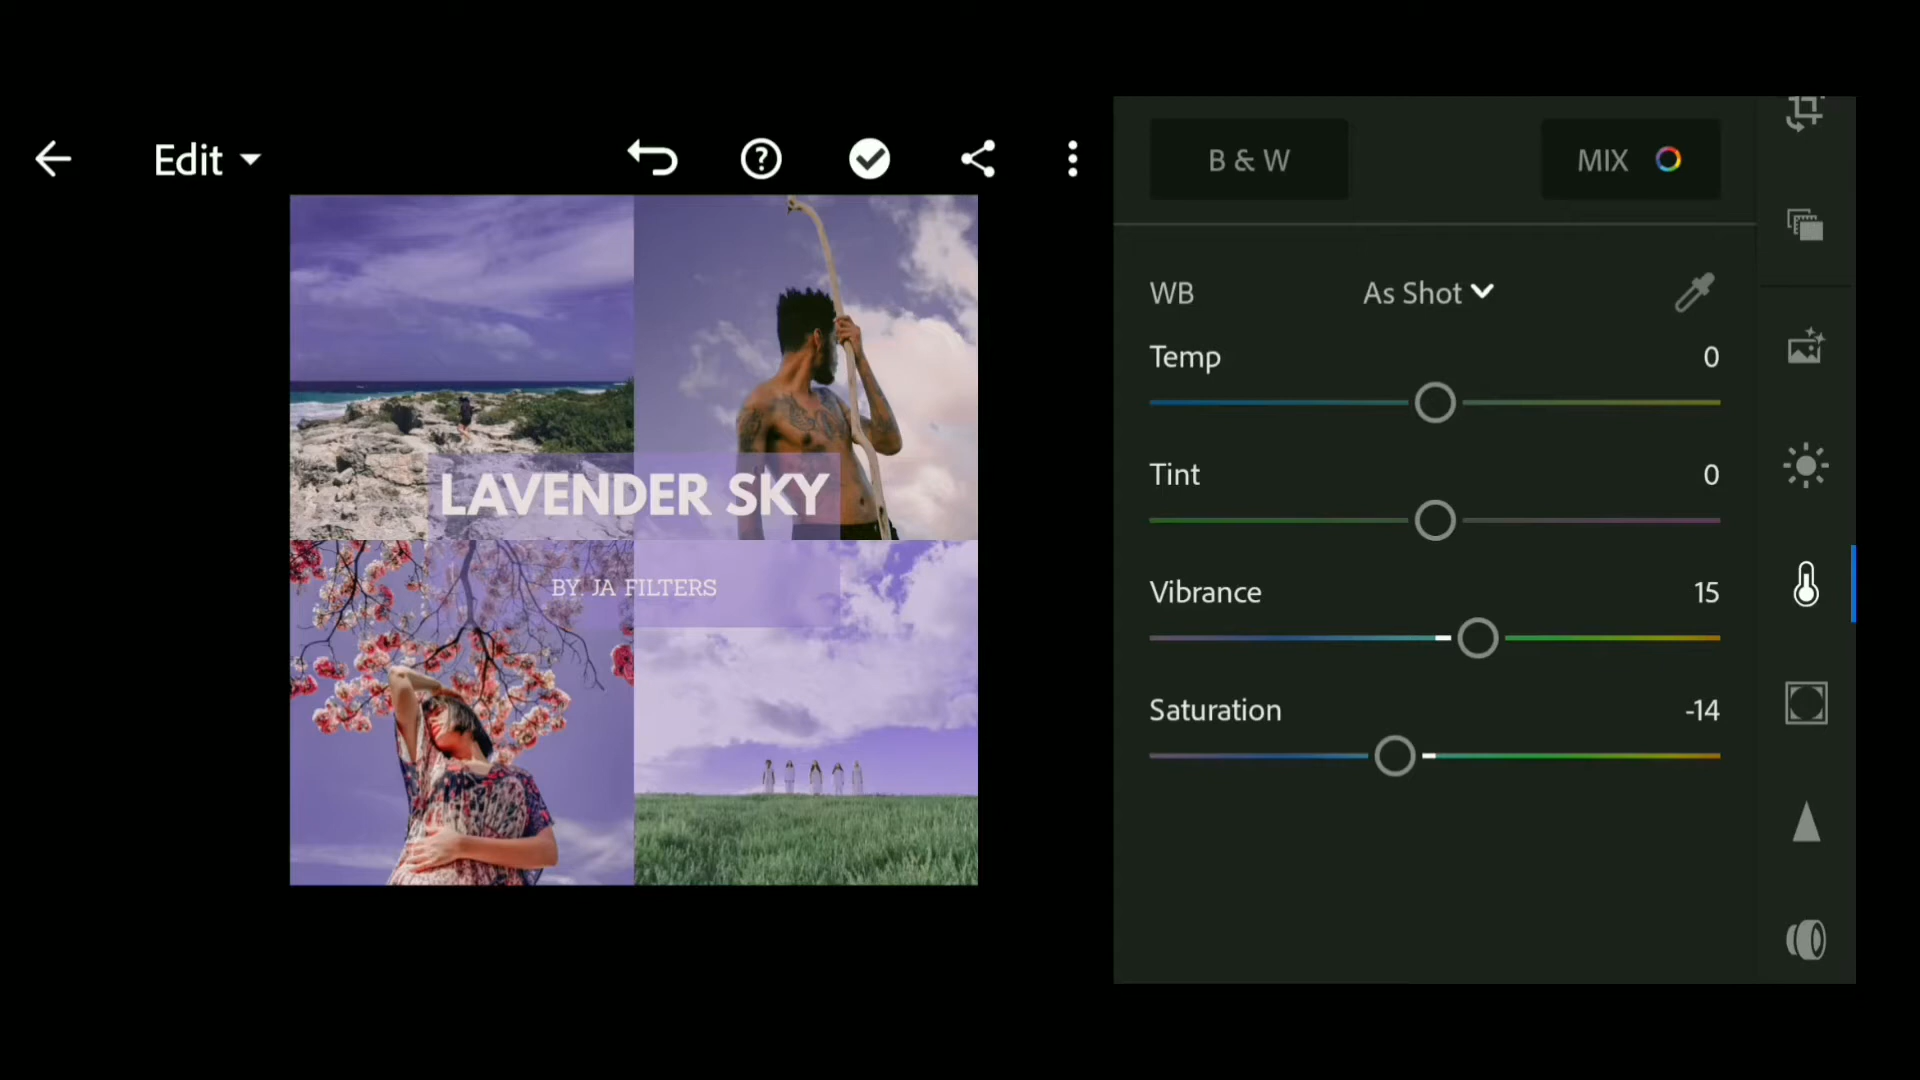 Edit
B & W
MIX
WB
As Shot
Temp
0
Tint
0
Vibrance
15
Saturation
-14
LAVENDER SKY
BY. JA FILTERS